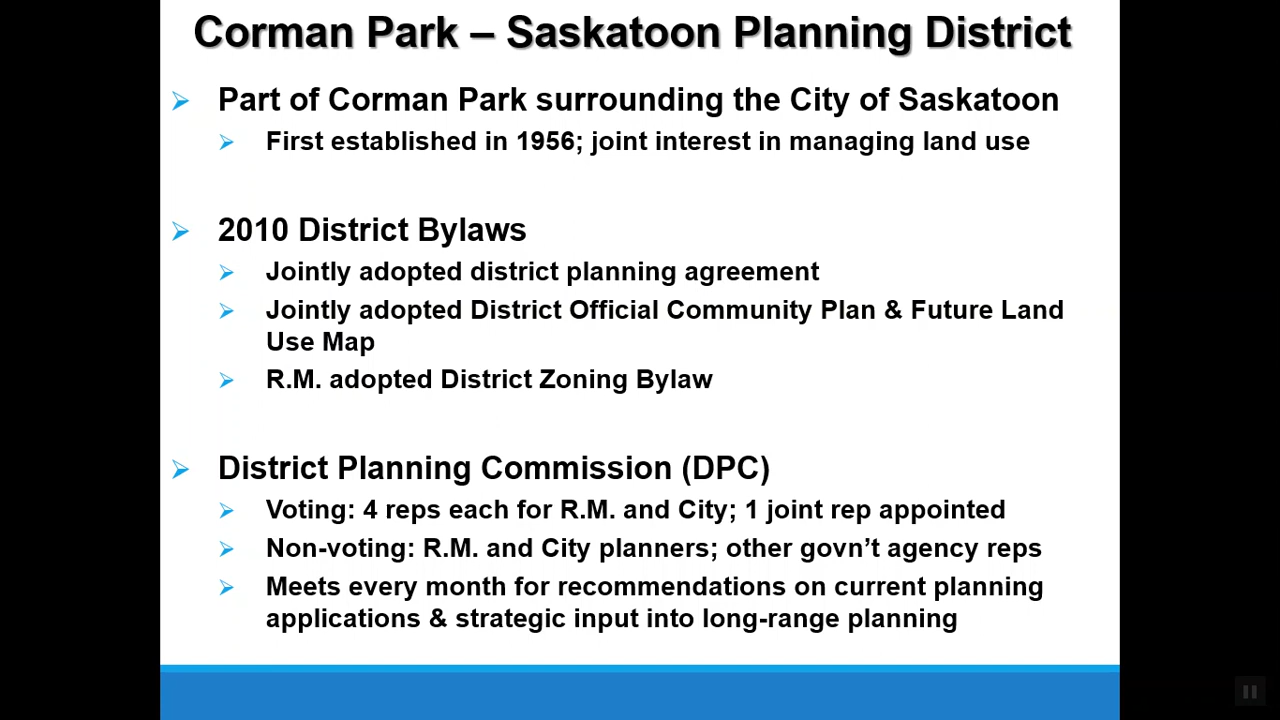 Corman Park – Saskatoon Planning District
Part of Corman Park surrounding the City of Saskatoon
First established in 1956; joint interest in managing land use
2010 District Bylaws
Jointly adopted district planning agreement
Jointly adopted District Official Community Plan & Future Land
Use Map
R.M. adopted District Zoning Bylaw
District Planning Commission (DPC)
Voting: 4 reps each for R.M. and City; 1 joint rep appointed
Non-voting: R.M. and City planners; other govn’t agency reps
Meets every month for recommendations on current planning
applications & strategic input into long-range planning